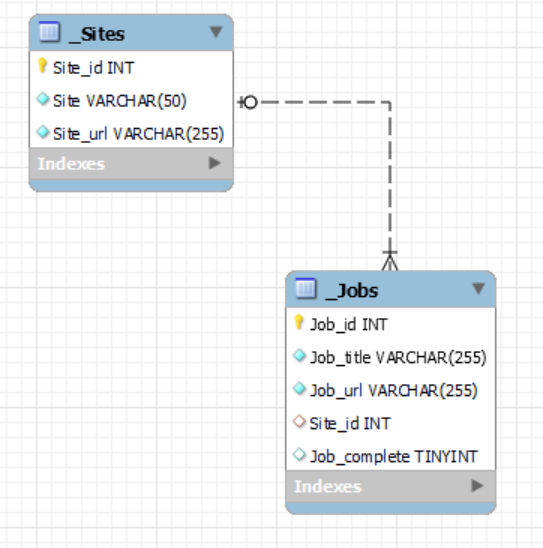 _Sites
Site_id INT
Site VARCHAR(50)
Site_url VARCHAR(255)
Indexes
_Jobs
Job_id INT
Job_title VARCHAR(255)
Job_url VARCHAR(255)
Site_id INT
Job_complete TINYINT
Indexes